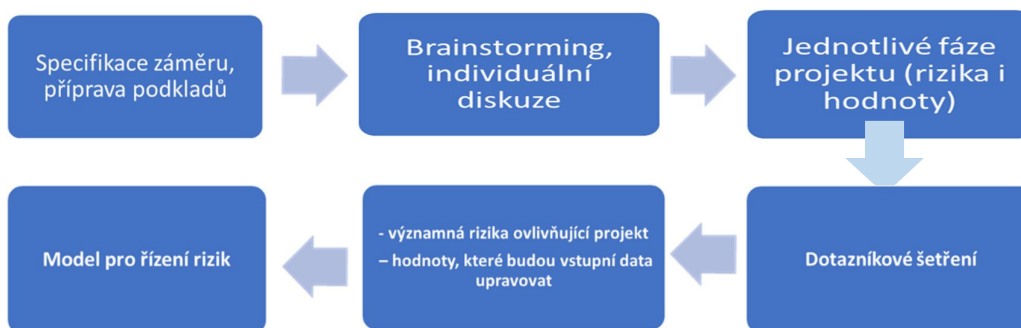 Specifikace záměru,
příprava podkladů
Brainstorming,
individuální
diskuze
Jednotlivé fáze
projektu (rizika i
hodnoty)
Dotazníkové šetření
- významná rizika ovlivňující projekt
– hodnoty, které budou vstupní data
upravovat
Model pro řízení rizik